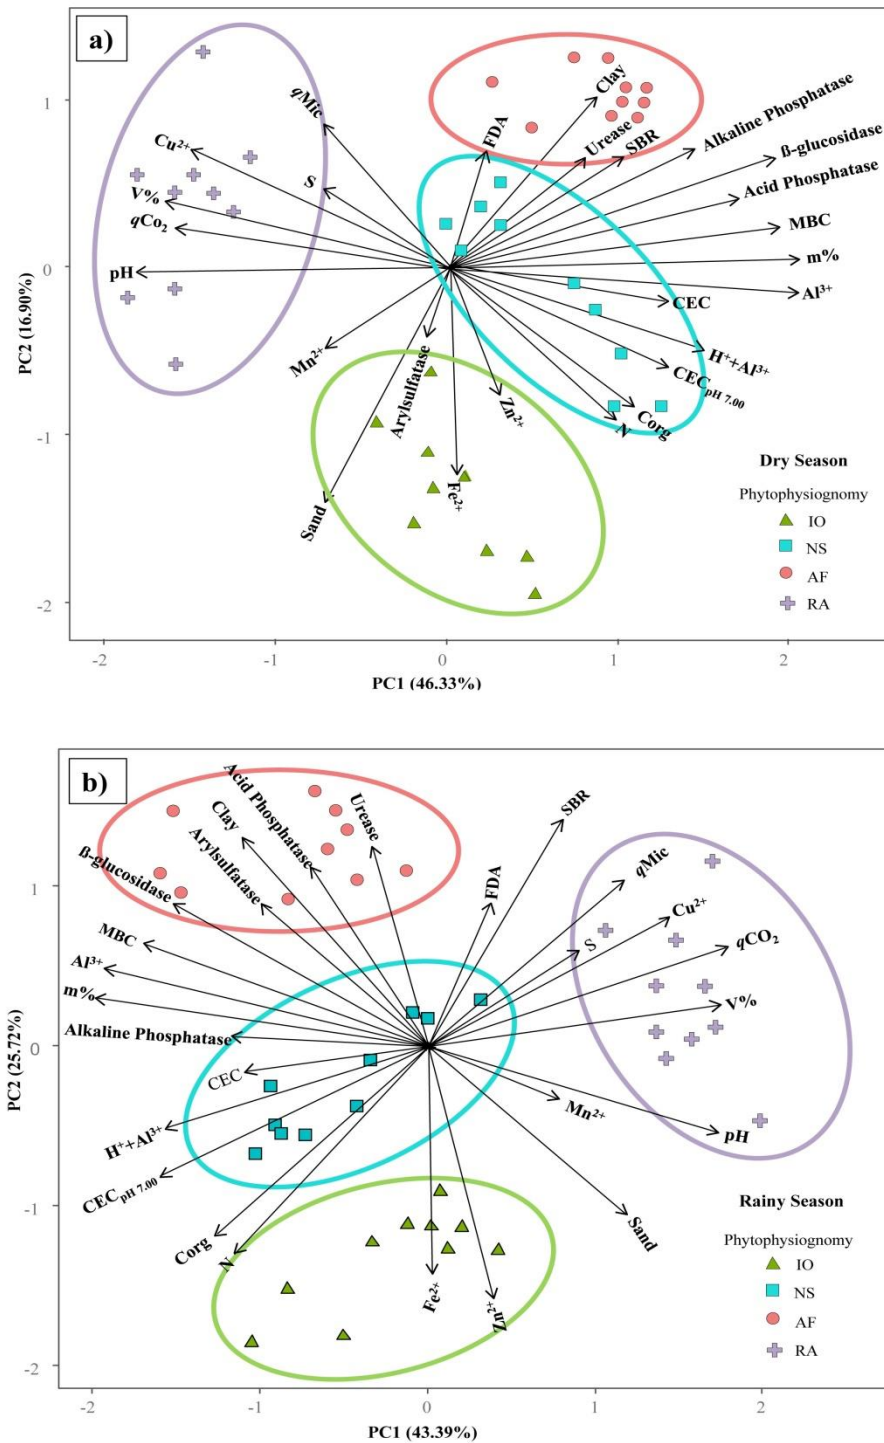 a)
Clay
Alkaline Phosphatase
qMic
FDA
Urease
SBR
ß-glucosidase
Cu²⁺
S
Acid Phosphatase
V%
MBC
qCo₂
m%
pH
Al³⁺
CEC
Mn²⁺
H⁺+Al³⁺
Arylsulfatase
CEC pH 7.00
Zn²⁺
Corg
N
Fe²⁺
Sand
Dry Season
Phytophysiognomy
IO
NS
AF
RA
1
0
-1
-2
PC2 (16.90%)
-2
-1
0
1
2
PC1 (46.33%)
b)
Acid Phosphatase
Urease
SBR
Clay
Arylsulfatase
ß-glucosidase
FDA
qMic
Cu²⁺
MBC
S
qCO₂
Al³⁺
m%
V%
Alkaline Phosphatase
CEC
Mn²⁺
pH
H⁺+Al³⁺
CEC pH 7.00
Corg
N
Sand
Fe²⁺
Zn²⁺
Rainy Season
Phytophysiognomy
IO
NS
AF
RA
1
0
-1
-2
PC2 (25.72%)
-2
-1
0
1
2
PC1 (43.39%)